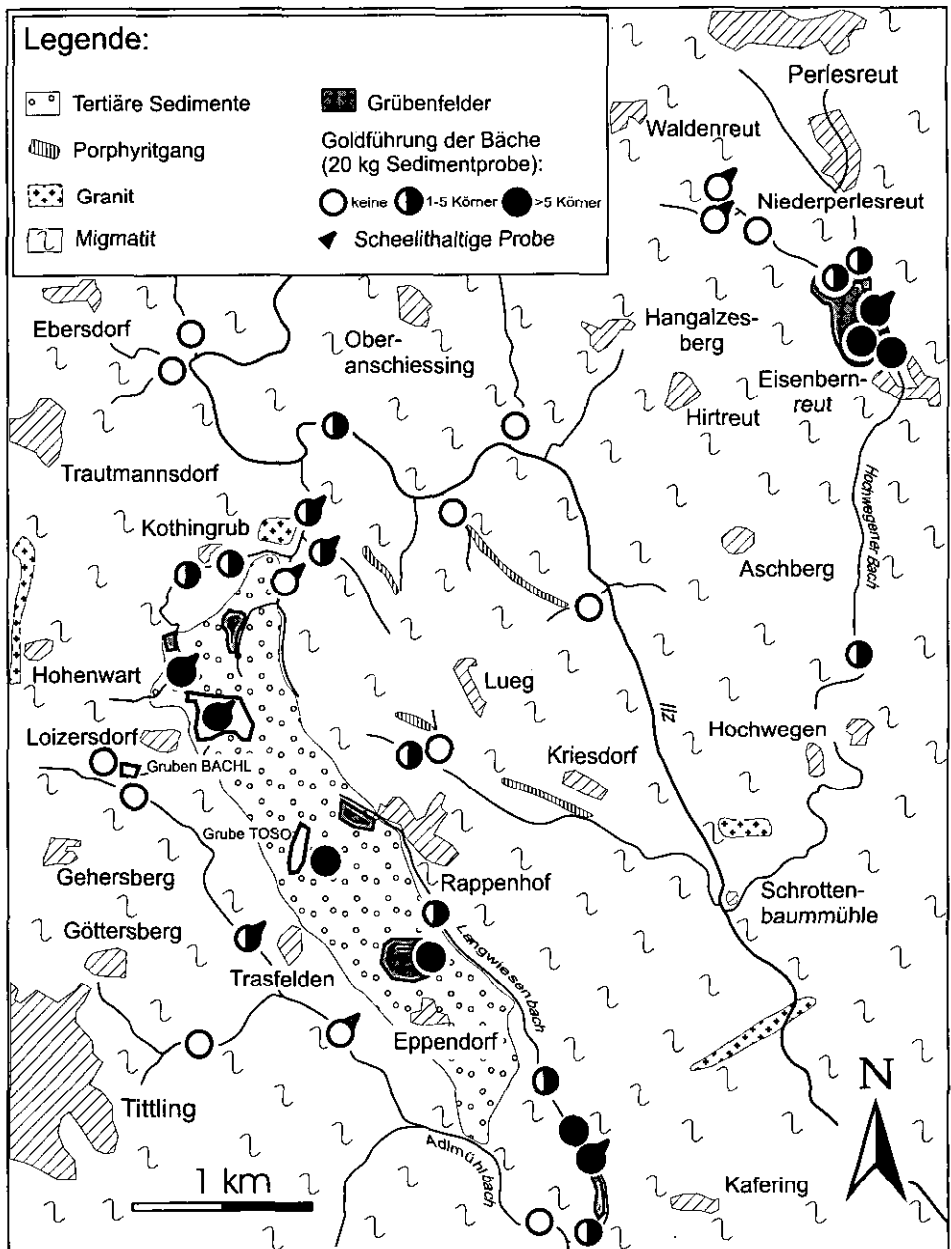 Legende:
Tertiäre Sedimente
Porphyritgang
Granit
Migmatit
Grübenfelder
Goldführung der Bäche
(20 kg Sedimentprobe):
keine
1-5 Körner
>5 Körner
Scheelithaltige Probe
Perlesreut
Waldenreut
Niederperlesreut
Ebersdorf
Ober-
anschiessing
Hangalzes-
berg
Eisenbern-
reut
Hirtreut
Trautmannsdorf
Kothingrub
Hochwegener Bach
Aschberg
Hohenwart
Lueg
Ilz
Loizersdorf
Hochwegen
Gruben BACHL
Kriesdorf
Grube TOSO
Gehersberg
Rappenhof
Schrotten-
baummühle
Göttersberg
Trasfelden
Langwiesenbach
Eppendorf
N
Tittling
Adlmühlbach
1 km
Kafering